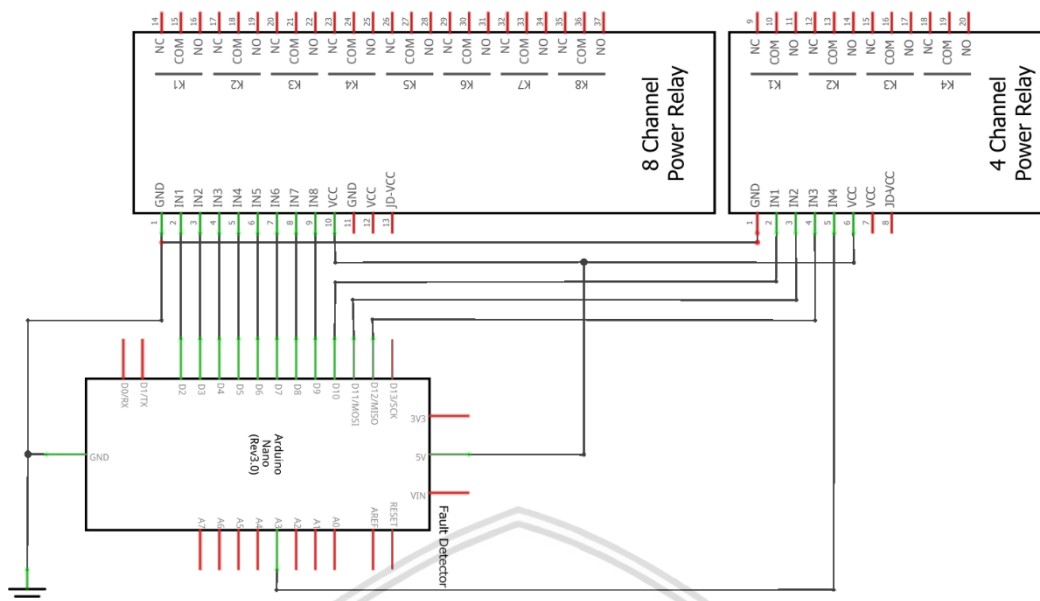 14 15 16 17 18 19 20 21 22 23 24 25 26 27 28 29 30 31 32 33 34 35 36 37
NC COM NO NC COM NO NC COM NO NC COM NO NC COM NO NC COM NO NC COM NO NC COM NO
K1 K2 K3 K4 K5 K6 K7 K8
8 Channel
Power Relay
GND IN1 IN2 IN3 IN4 IN5 IN6 IN7 IN8 VCC GND VCC JD-VCC
1 2 3 4 5 6 7 8 9 10 11 12 13
9 10 11 12 13 14 15 16 17 18 19 20
NC COM NO NC COM NO NC COM NO NC COM NO
K1 K2 K3 K4
4 Channel
Power Relay
GND IN1 IN2 IN3 IN4 VCC VCC JD-VCC
1 2 3 4 5 6 7 8
D0/RX D1/TX D2 D3 D4 D5 D6 D7 D8 D9 D10 D11/MOSI D12/MISO D13/SCK
3V3
Arduino
Nano
(Rev3.0)
GND
5V
VIN
A7 A6 A5 A4 A3 A2 A1 A0 AREF RESET
Fault Detector